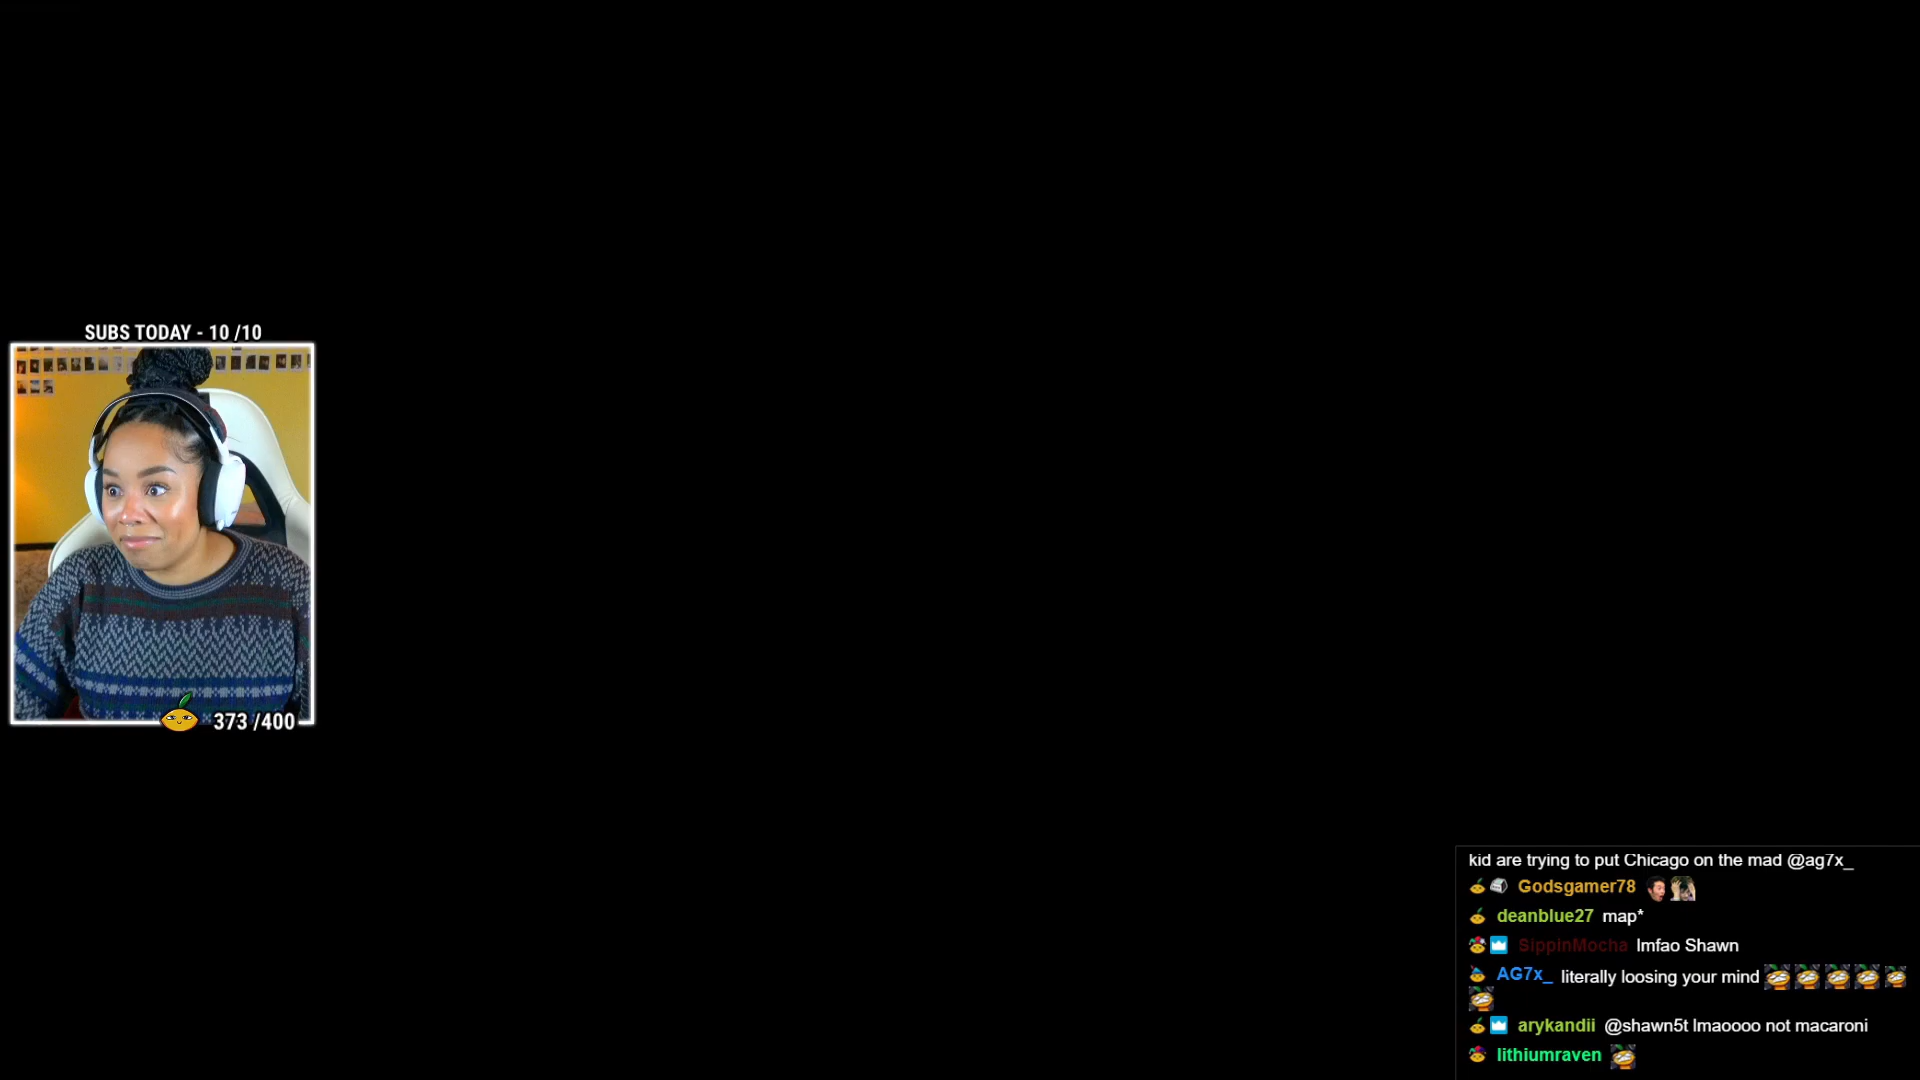 SUBS TODAY - 10 /10
373 /400
kid are trying to put Chicago on the mad @ag7x_
Godsgamer78
deanblue27 map*
SippinMocha lmfao Shawn
AG7x_ literally loosing your mind
arykandii @shawn5t lmaoooo not macaroni
lithiumraven